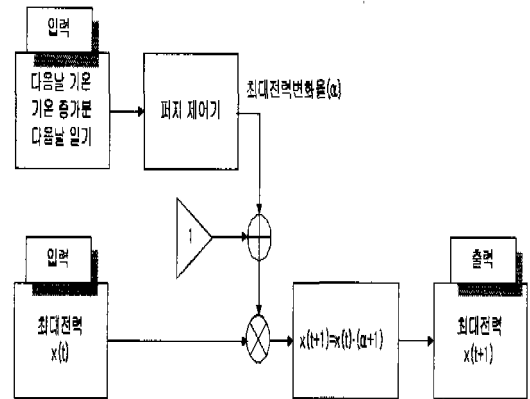 입력
다음날 기온
기온 증가분
다음날 일기
퍼지 제어기
최대전력변화율(α)
1
입력
최대전력
x(t)
x(t+1)=x(t)·(α+1)
출력
최대전력
x(t+1)